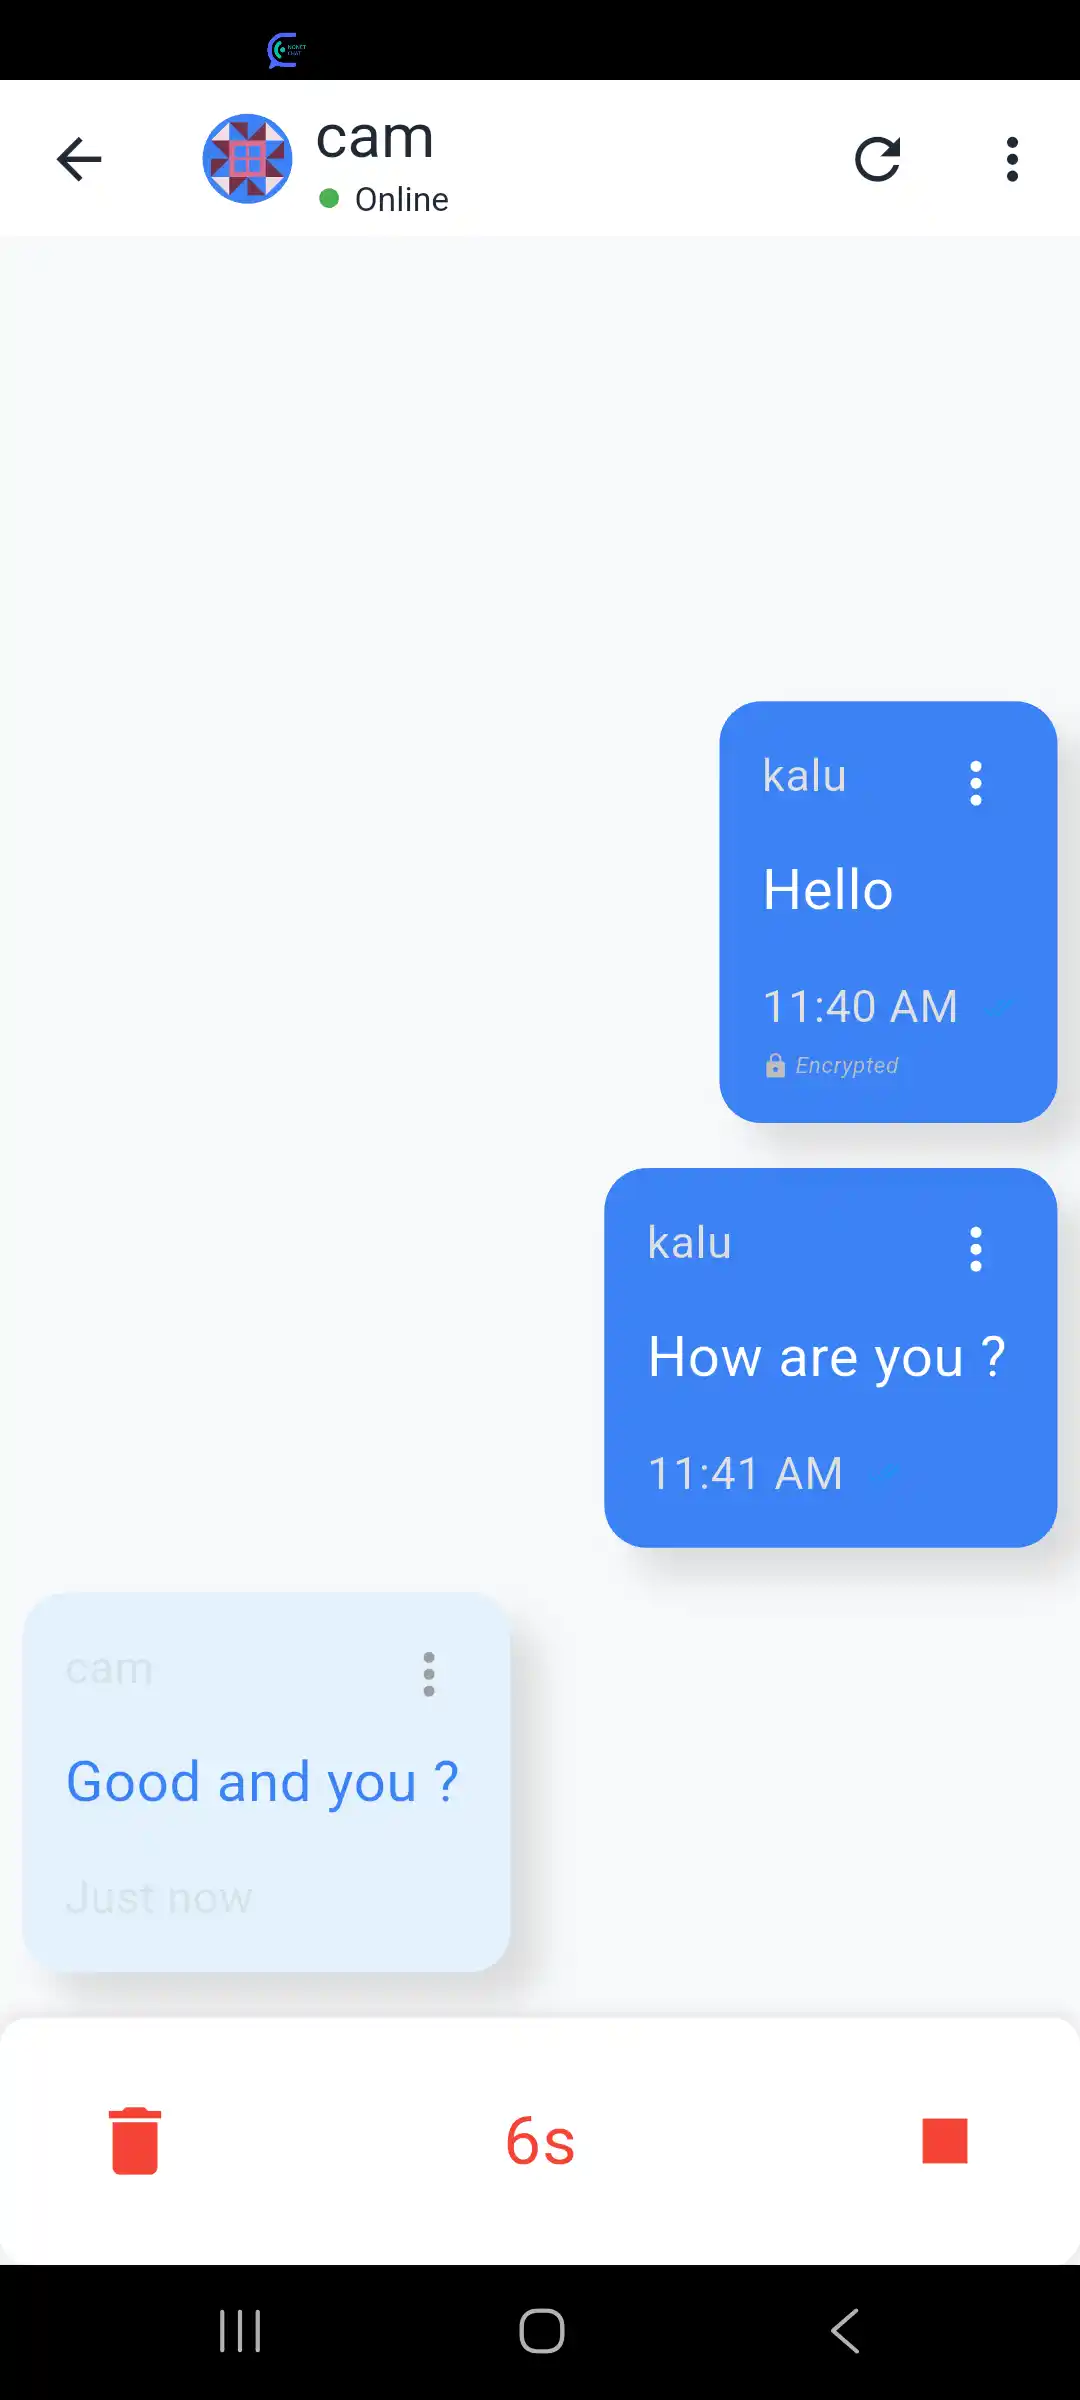 cam
Online
kalu
Hello
11:40 AM
Encrypted
kalu
How are you ?
11:41 AM
cam
Good and you ?
Just now
6s